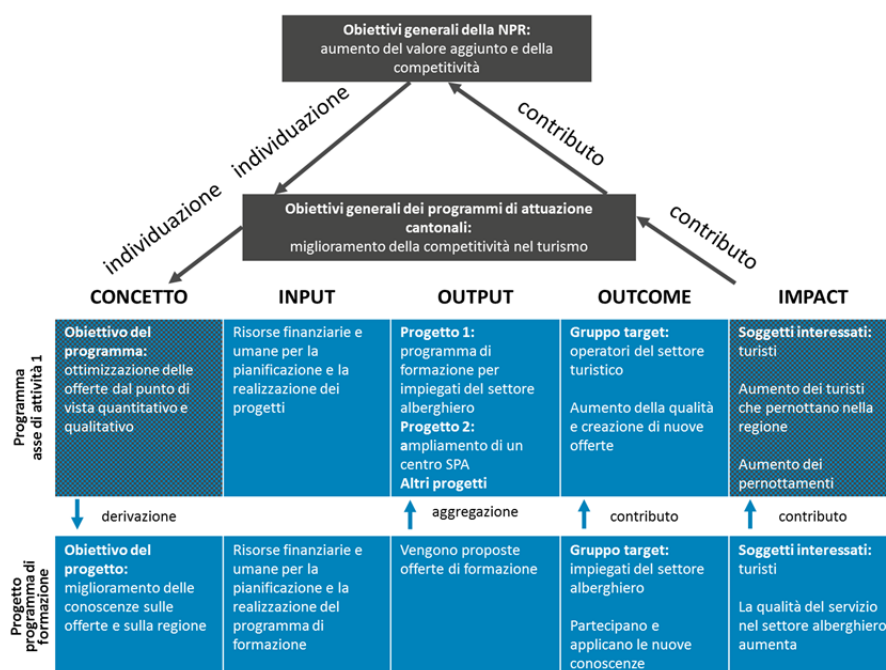 Obiettivi generali della NPR:
aumento del valore aggiunto e della
competitività
individuazione
contributo
Obiettivi generali dei programmi di attuazione
cantonali:
miglioramento della competitività nel turismo
individuazione
contributo
CONCETTO
INPUT
OUTPUT
OUTCOME
IMPACT
Programma
asse di attività 1
Obiettivo del
programma:
ottimizzazione delle
offerte dal punto di
vista quantitativo e
qualitativo
Risorse finanziarie e
umane per la
pianificazione e la
realizzazione dei
progetti
Progetto 1:
programma di
formazione per
impiegati del settore
alberghiero
Progetto 2:
ampliamento di un
centro SPA
Altri progetti
Gruppo target:
operatori del settore
turistico
Aumento della qualità
e creazione di nuove
offerte
Soggetti interessati:
turisti
Aumento dei turisti
che pernottano nella
regione
Aumento dei
pernottamenti
derivazione
aggregazione
contributo
contributo
Progetto
programma di
formazione
Obiettivo del
progetto:
miglioramento delle
conoscenze sulle
offerte e sulla regione
Risorse finanziarie e
umane per la
pianificazione e la
realizzazione del
programma di
formazione
Vengono proposte
offerte di formazione
Gruppo target:
impiegati del settore
alberghiero
Partecipano e
applicano le nuove
conoscenze
Soggetti interessati:
turisti
La qualità del servizio
nel settore alberghiero
aumenta